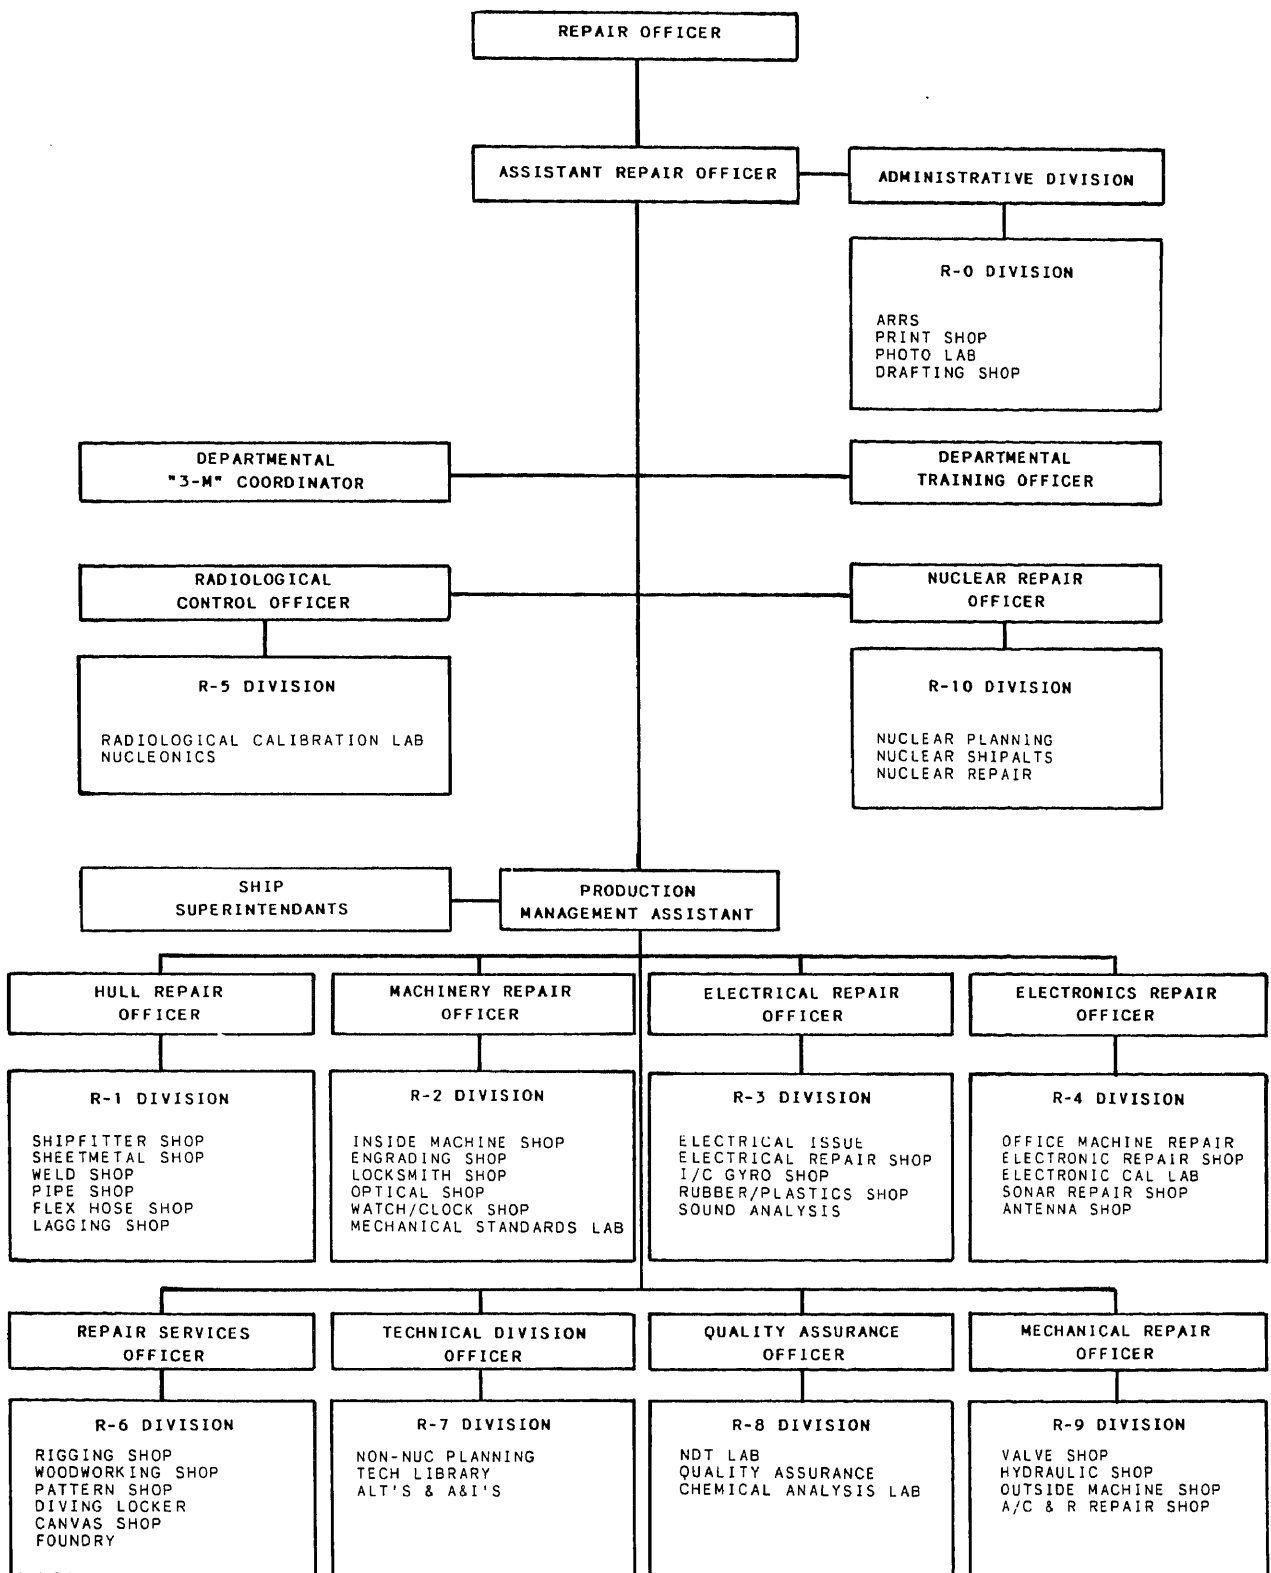 REPAIR OFFICER
ASSISTANT REPAIR OFFICER
ADMINISTRATIVE DIVISION
R-0 DIVISION
ARRS
PRINT SHOP
PHOTO LAB
DRAFTING SHOP
DEPARTMENTAL
"3-M" COORDINATOR
DEPARTMENTAL
TRAINING OFFICER
RADIOLOGICAL
CONTROL OFFICER
NUCLEAR REPAIR
OFFICER
R-5 DIVISION
RADIOLOGICAL CALIBRATION LAB
NUCLEONICS
R-10 DIVISION
NUCLEAR PLANNING
NUCLEAR SHIPALTS
NUCLEAR REPAIR
SHIP
SUPERINTENDANTS
PRODUCTION
MANAGEMENT ASSISTANT
HULL REPAIR
OFFICER
MACHINERY REPAIR
OFFICER
ELECTRICAL REPAIR
OFFICER
ELECTRONICS REPAIR
OFFICER
R-1 DIVISION
SHIPFITTER SHOP
SHEETMETAL SHOP
WELD SHOP
PIPE SHOP
FLEX HOSE SHOP
LAGGING SHOP
R-2 DIVISION
INSIDE MACHINE SHOP
ENGRADING SHOP
LOCKSMITH SHOP
OPTICAL SHOP
WATCH/CLOCK SHOP
MECHANICAL STANDARDS LAB
R-3 DIVISION
ELECTRICAL ISSUE
ELECTRICAL REPAIR SHOP
I/C GYRO SHOP
RUBBER/PLASTICS SHOP
SOUND ANALYSIS
R-4 DIVISION
OFFICE MACHINE REPAIR
ELECTRONIC REPAIR SHOP
ELECTRONIC CAL LAB
SONAR REPAIR SHOP
ANTENNA SHOP
REPAIR SERVICES
OFFICER
TECHNICAL DIVISION
OFFICER
QUALITY ASSURANCE
OFFICER
MECHANICAL REPAIR
OFFICER
R-6 DIVISION
RIGGING SHOP
WOODWORKING SHOP
PATTERN SHOP
DIVING LOCKER
CANVAS SHOP
FOUNDRY
R-7 DIVISION
NON-NUC PLANNING
TECH LIBRARY
ALT'S & A&I'S
R-8 DIVISION
NDT LAB
QUALITY ASSURANCE
CHEMICAL ANALYSIS LAB
R-9 DIVISION
VALVE SHOP
HYDRAULIC SHOP
OUTSIDE MACHINE SHOP
A/C & R REPAIR SHOP